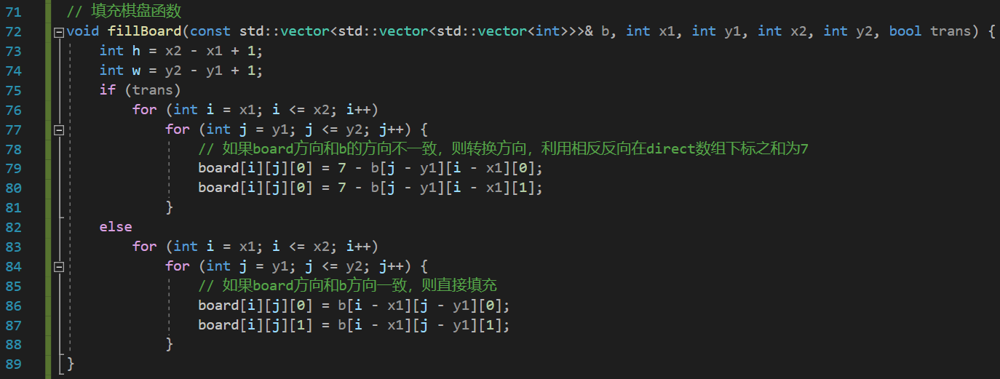 71 // 填充棋盘函数
72 void fillBoard(const std::vector<std::vector<std::vector<int>>>& b, int x1, int y1, int x2, int y2, bool trans) {
73 int h = x2 - x1 + 1;
74 int w = y2 - y1 + 1;
75 if (trans)
76 for (int i = x1; i <= x2; i++)
77 for (int j = y1; j <= y2; j++) {
78 // 如果board方向和b的方向不一致，则转换方向，利用相反反向在direct数组下标之和为7
79 board[i][j][0] = 7 - b[j - y1][i - x1][0];
80 board[i][j][0] = 7 - b[j - y1][i - x1][1];
81 }
82 else
83 for (int i = x1; i <= x2; i++)
84 for (int j = y1; j <= y2; j++) {
85 // 如果board方向和b方向一致，则直接填充
86 board[i][j][0] = b[i - x1][j - y1][0];
87 board[i][j][1] = b[i - x1][j - y1][1];
88 }
89 }